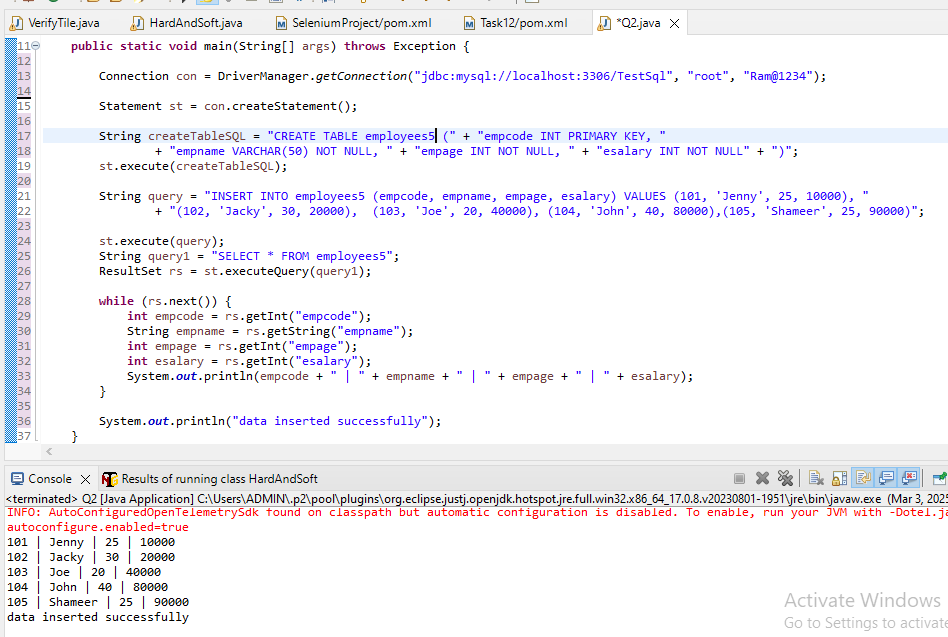 VerifyTile.java HardAndSoft.java SeleniumProject/pom.xml Task12/pom.xml *Q2.java
11 public static void main(String[] args) throws Exception {
12
13 Connection con = DriverManager.getConnection("jdbc:mysql://localhost:3306/TestSql", "root", "Ram@1234");
14
15 Statement st = con.createStatement();
16
17 String createTableSQL = "CREATE TABLE employees5 (" + "empcode INT PRIMARY KEY, "
18 + "empname VARCHAR(50) NOT NULL, " + "empage INT NOT NULL, " + "esalary INT NOT NULL" + ")";
19 st.execute(createTableSQL);
20
21 String query = "INSERT INTO employees5 (empcode, empname, empage, esalary) VALUES (101, 'Jenny', 25, 10000), "
22 + "(102, 'Jacky', 30, 20000),  (103, 'Joe', 20, 40000), (104, 'John', 40, 80000),(105, 'Shameer', 25, 90000)";
23
24 st.execute(query);
25 String query1 = "SELECT * FROM employees5";
26 ResultSet rs = st.executeQuery(query1);
27
28 while (rs.next()) {
29 int empcode = rs.getInt("empcode");
30 String empname = rs.getString("empname");
31 int empage = rs.getInt("empage");
32 int esalary = rs.getInt("esalary");
33 System.out.println(empcode + " | " + empname + " | " + empage + " | " + esalary);
34 }
35
36 System.out.println("data inserted successfully");
37 }
Console Results of running class HardAndSoft
<terminated> Q2 [Java Application] C:\Users\ADMIN\.p2\pool\plugins\org.eclipse.justj.openjdk.hotspot.jre.full.win32.x86_64_17.0.8.v20230801-1951\jre\bin\javaw.exe (Mar 3, 2025
INFO: AutoConfiguredOpenTelemetrySdk found on classpath but automatic configuration is disabled. To enable, run your JVM with -Dotel.ja
autoconfigure.enabled=true
101 | Jenny | 25 | 10000
102 | Jacky | 30 | 20000
103 | Joe | 20 | 40000
104 | John | 40 | 80000
105 | Shameer | 25 | 90000
data inserted successfully
Activate Windows
Go to Settings to activate